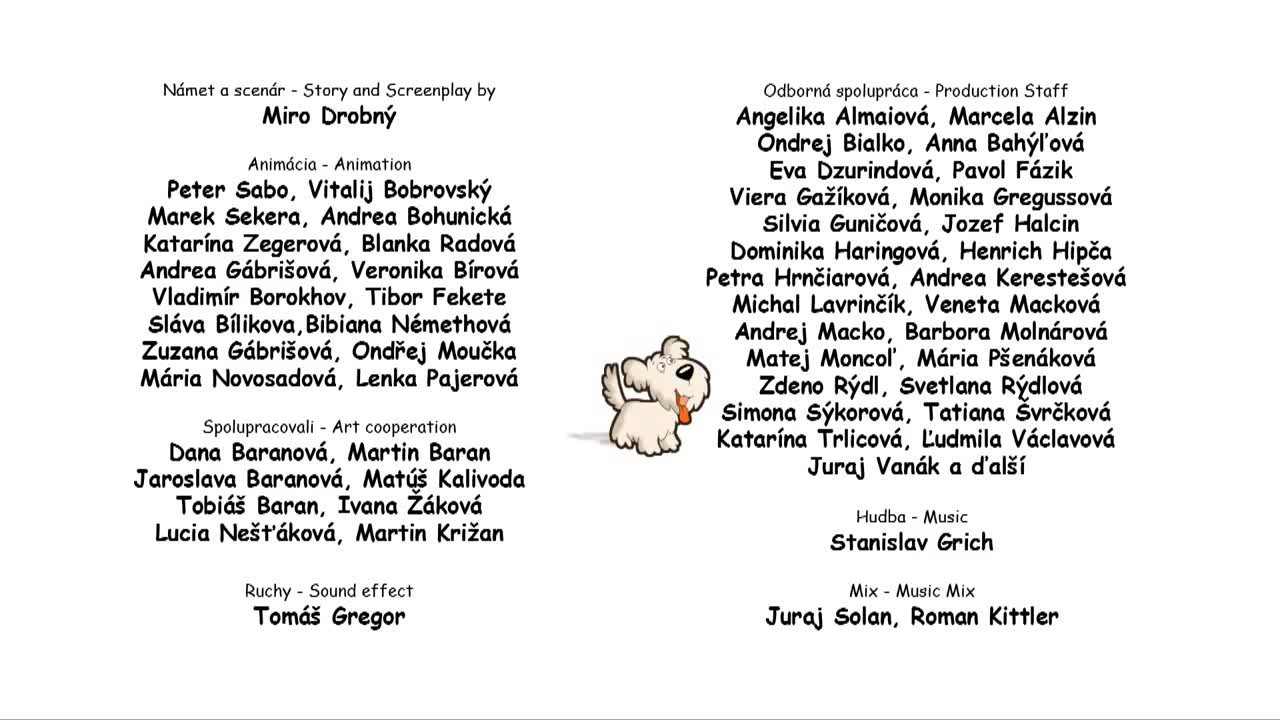 Námet a scenár - Story and Screenplay by
Miro Drobný
Animácia - Animation
Peter Sabo, Vitalij Bobrovský
Marek Sekera, Andrea Bohunická
Katarína Zegerová, Blanka Radová
Andrea Gábrišová, Veronika Bírová
Vladimír Borokhov, Tibor Fekete
Sláva Bílikova,Bibiana Némethová
Zuzana Gábrišová, Ondřej Moučka
Mária Novosadová, Lenka Pajerová
Spolupracovali - Art cooperation
Dana Baranová, Martin Baran
Jaroslava Baranová, Matúš Kalivoda
Tobiáš Baran, Ivana Žáková
Lucia Nešťáková, Martin Križan
Ruchy - Sound effect
Tomáš Gregor
Odborná spolupráca - Production Staff
Angelika Almaiová, Marcela Alzin
Ondrej Bialko, Anna Bahýľová
Eva Dzurindová, Pavol Fázik
Viera Gažíková, Monika Gregussová
Silvia Guničová, Jozef Halcin
Dominika Haringová, Henrich Hipča
Petra Hrnčiarová, Andrea Kerestešová
Michal Lavrinčík, Veneta Macková
Andrej Macko, Barbora Molnárová
Matej Moncoľ, Mária Pšenáková
Zdeno Rýdl, Svetlana Rýdlová
Simona Sýkorová, Tatiana Švrčková
Katarína Trlicová, Ľudmila Václavová
Juraj Vanák a ďalší
Hudba - Music
Stanislav Grich
Mix - Music Mix
Juraj Solan, Roman Kittler